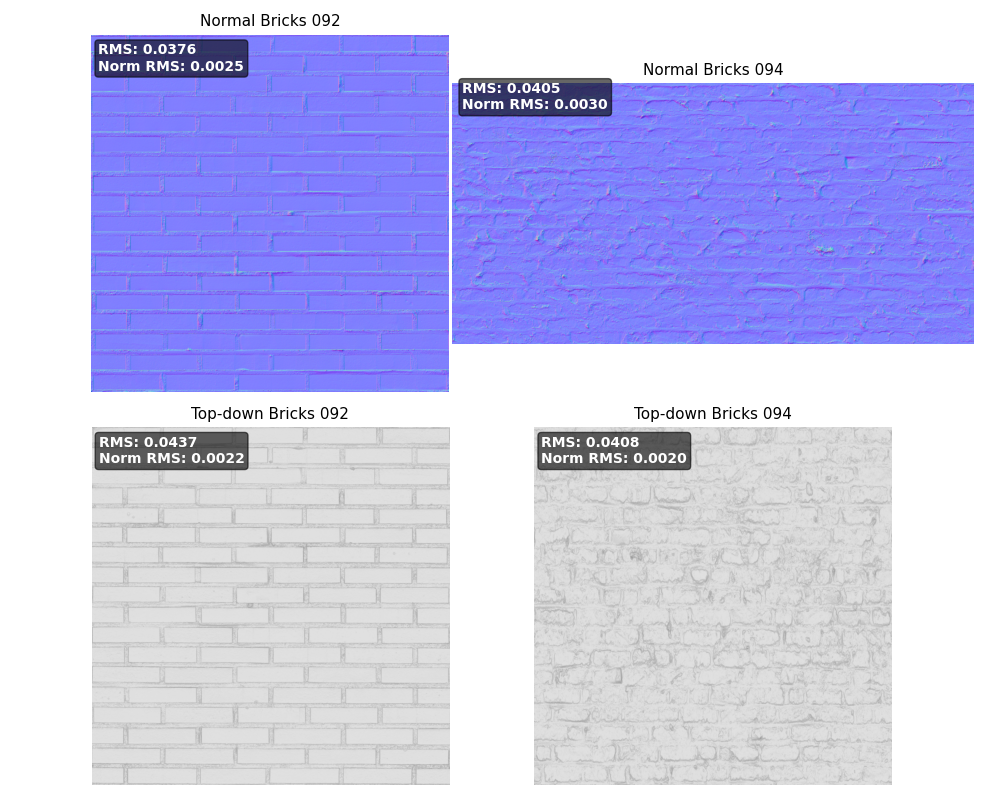 Normal Bricks 092
RMS: 0.0376
Norm RMS: 0.0025
Normal Bricks 094
RMS: 0.0405
Norm RMS: 0.0030
Top-down Bricks 092
RMS: 0.0437
Norm RMS: 0.0022
Top-down Bricks 094
RMS: 0.0408
Norm RMS: 0.0020